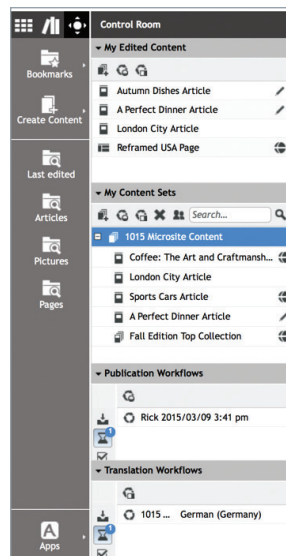 Control Room
Bookmarks
Create Content
Last edited
Articles
Pictures
Pages
Apps
My Edited Content
Autumn Dishes Article
A Perfect Dinner Article
London City Article
Reframed USA Page
My Content Sets
Search...
1015 Microsite Content
Coffee: The Art and Craftmansh...
London City Article
Sports Cars Article
A Perfect Dinner Article
Fall Edition Top Collection
Publication Workflows
Rick 2015/03/09 3:41 pm
1
Translation Workflows
1015 ... German (Germany)
1